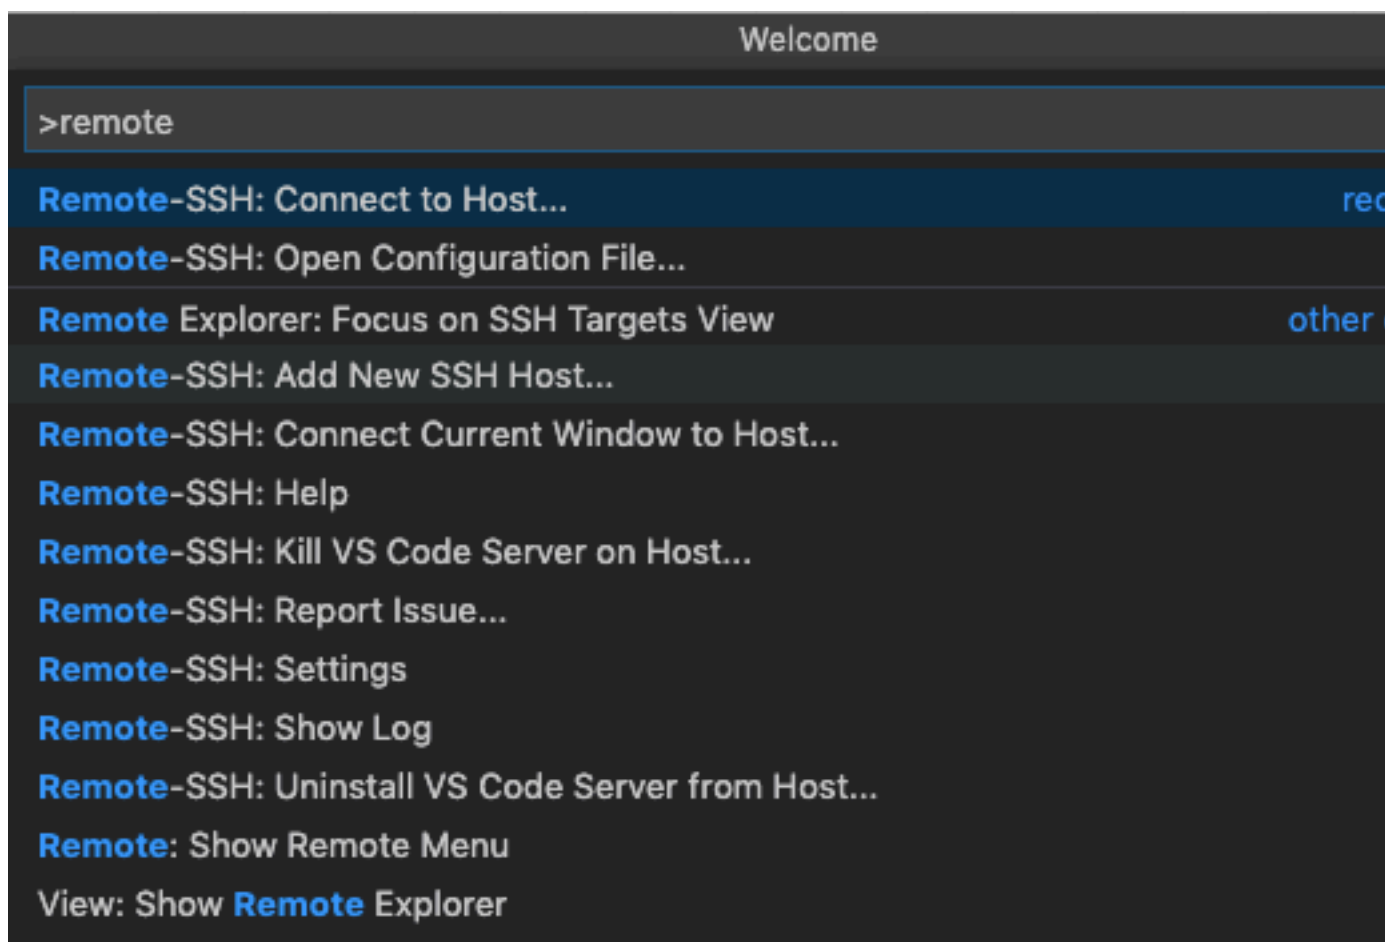 Welcome
>remote
Remote-SSH: Connect to Host...
Remote-SSH: Open Configuration File...
Remote Explorer: Focus on SSH Targets View other
Remote-SSH: Add New SSH Host...
Remote-SSH: Connect Current Window to Host...
Remote-SSH: Help
Remote-SSH: Kill VS Code Server on Host...
Remote-SSH: Report Issue...
Remote-SSH: Settings
Remote-SSH: Show Log
Remote-SSH: Uninstall VS Code Server from Host...
Remote: Show Remote Menu
View: Show Remote Explorer